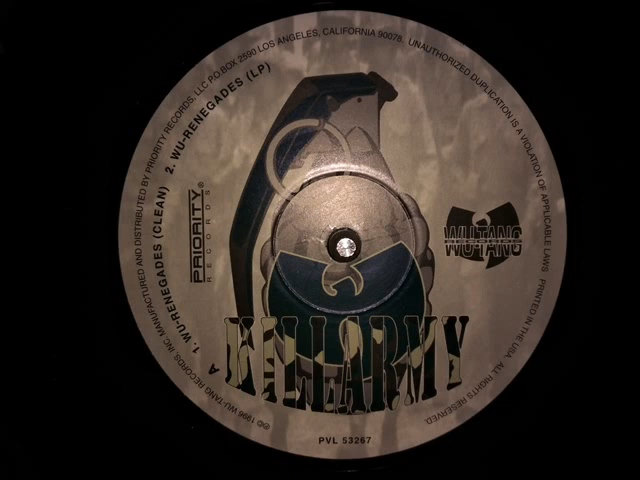 ℗© 1996 WU-TANG RECORDS, INC. MANUFACTURED AND DISTRIBUTED BY PRIORITY RECORDS, LLC P.O. BOX 2590 LOS ANGELES, CALIFORNIA 90078. UNAUTHORIZED DUPLICATION IS A VIOLATION OF APPLICABLE LAWS. PRINTED IN THE USA. ALL RIGHTS RESERVED.
A 1. WU-RENEGADES (CLEAN) 2. WU-RENEGADES (LP)
PRIORITY®
RECORDS
WU-TANG
RECORDS
KILLARMY
PVL 53267